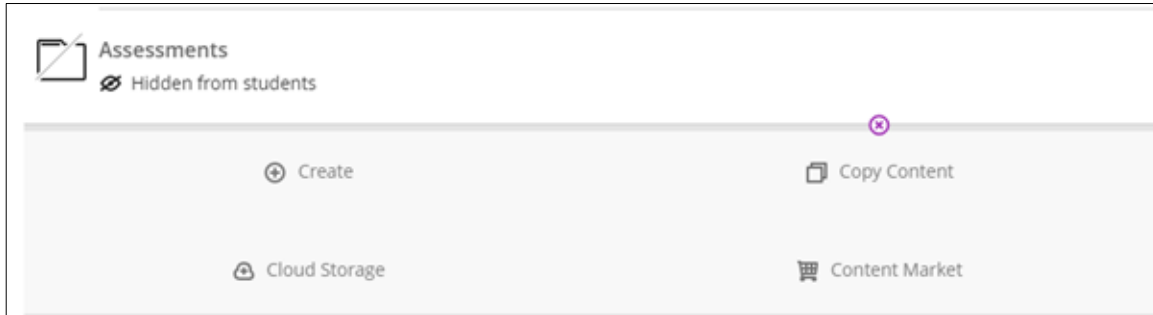 Assessments
Hidden from students
Create
Copy Content
Cloud Storage
Content Market